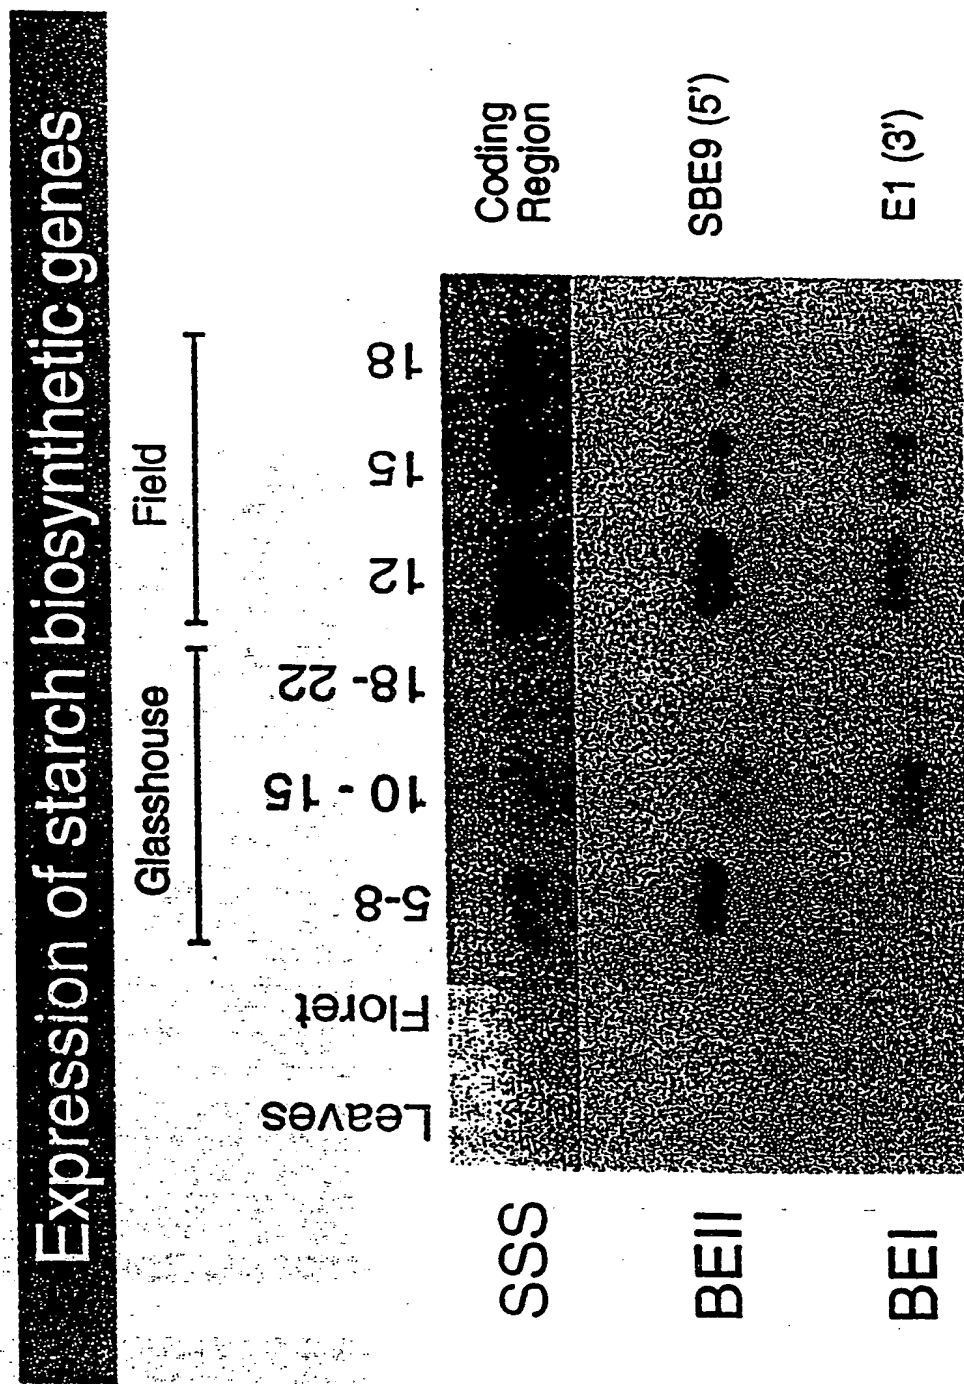 Expression of starch biosynthetic genes
Glasshouse
Field
Leaves
Floret
5-8
10 - 15
18 - 22
12
15
18
SSS
Coding
Region
BEII
SBE9 (5')
BEI
E1 (3')